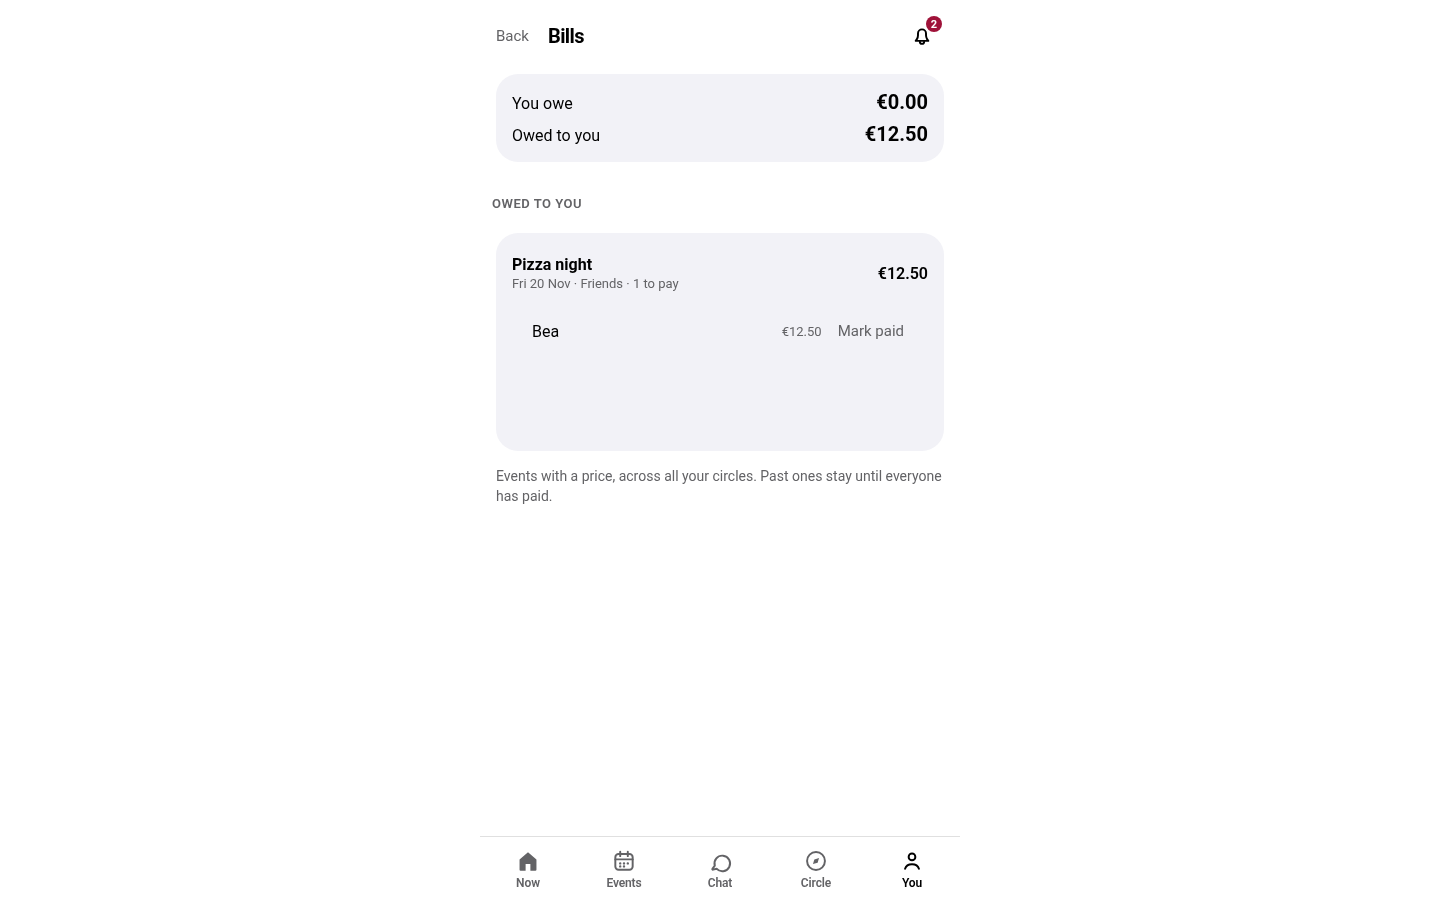 Back
Bills
2
You owe
€0.00
Owed to you
€12.50
OWED TO YOU
Pizza night
€12.50
Fri 20 Nov · Friends · 1 to pay
Bea
€12.50
Mark paid
Events with a price, across all your circles. Past ones stay until everyone
has paid.
Now
Events
Chat
Circle
You